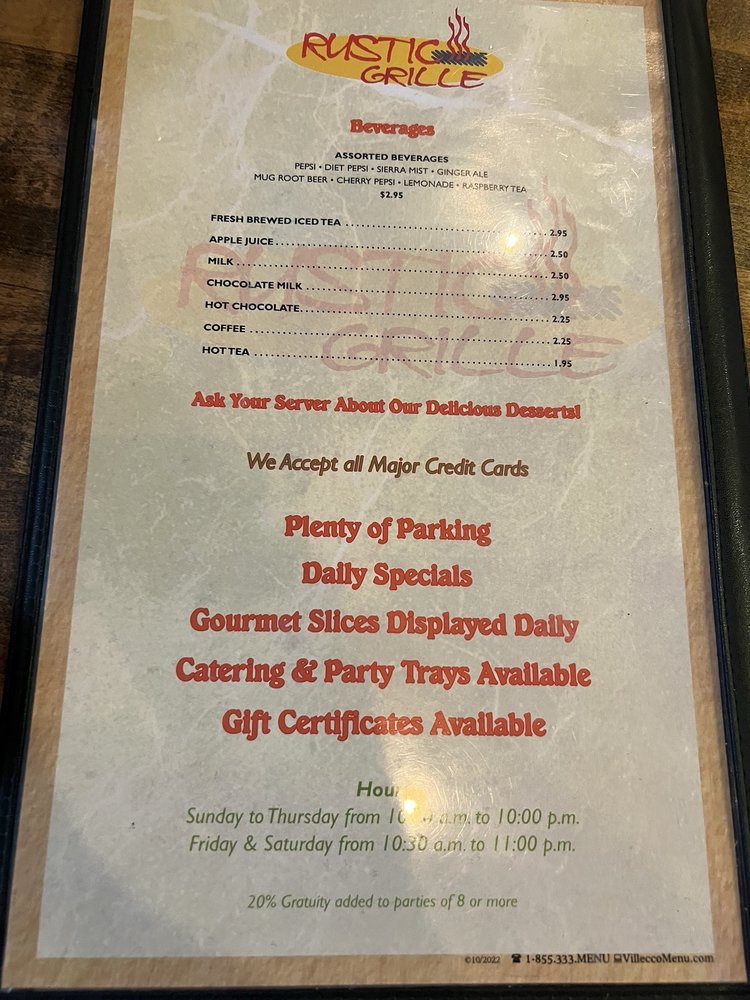 RUSTIC
GRILLE
Beverages
ASSORTED BEVERAGES
PEPSI • DIET PEPSI • SIERRA MIST • GINGER ALE
MUG ROOT BEER • CHERRY PEPSI • LEMONADE • RASPBERRY TEA
$2.95
FRESH BREWED ICED TEA 2.95
APPLE JUICE 2.50
MILK 2.50
CHOCOLATE MILK 2.95
HOT CHOCOLATE 2.25
COFFEE 2.25
HOT TEA 1.95
RUSTIC
GRILLE
Ask Your Server About Our Delicious Desserts!
We Accept all Major Credit Cards
Plenty of Parking
Daily Specials
Gourmet Slices Displayed Daily
Catering & Party Trays Available
Gift Certificates Available
Sunday to Thursday from a.m. to 10:00 p.m.
Friday & Saturday from 10:30 a.m. to 11:00 p.m.
20% Gratuity added to parties of 8 or more
©10/2022 ☎ 1-855.333.MENU VilleccoMenu.com